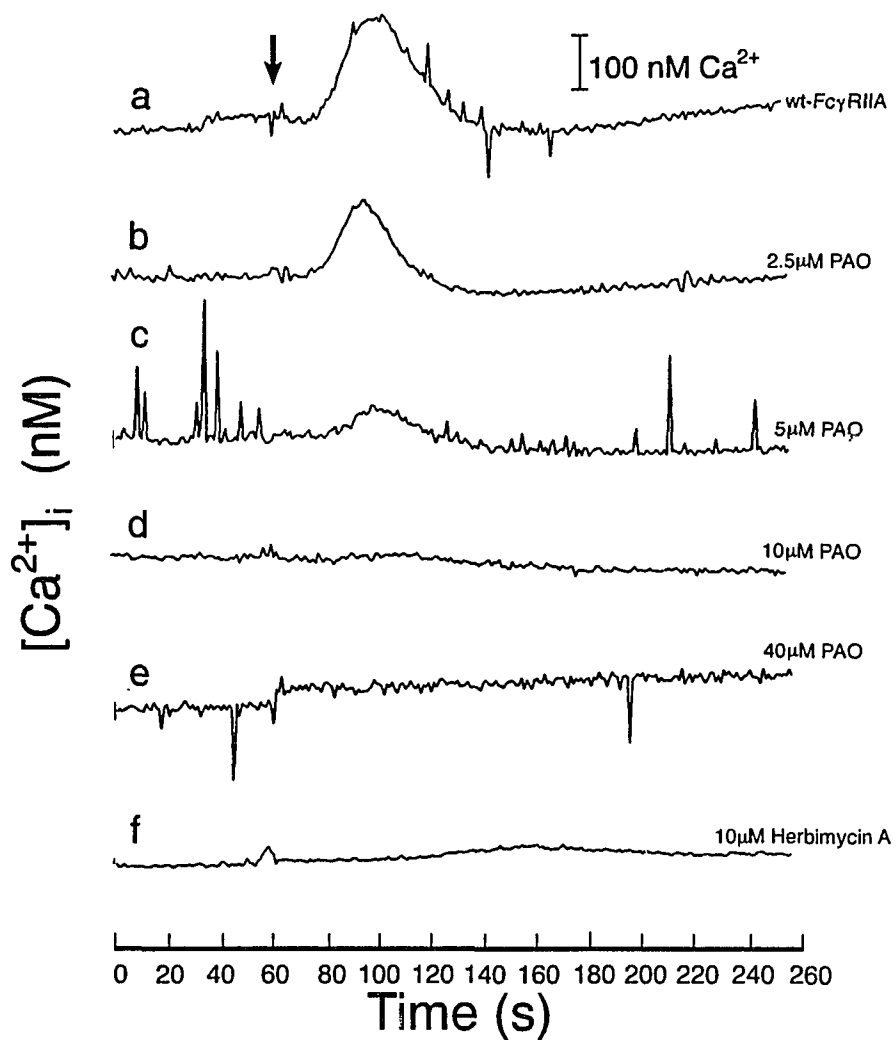 a
100 nM Ca²⁺
wt-FcγRIIA
b
2.5μM PAO
c
5μM PAO
d
10μM PAO
e
40μM PAO
f
10μM Herbimycin A
[Ca²⁺]ᵢ (nM)
0 20 40 60 80 100 120 140 160 180 200 220 240 260
Time (s)